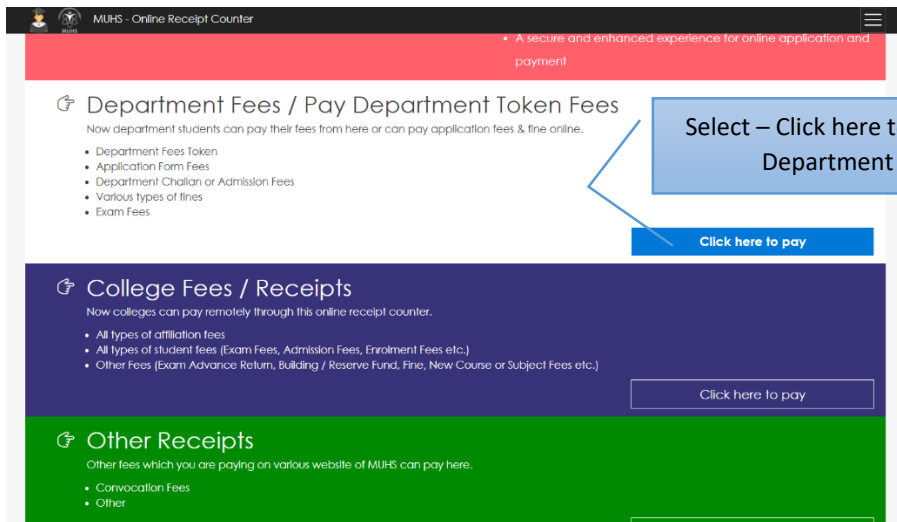 MUHS
MUHS - Online Receipt Counter
• A secure and enhanced experience for online application and
payment
Department Fees / Pay Department Token Fees
Now department students can pay their fees from here or can pay application fees & fine online.
• Department Fees Token
• Application Form Fees
• Department Challan or Admission Fees
• Various types of fines
• Exam Fees
Select – Click here t
Department
Click here to pay
College Fees / Receipts
Now colleges can pay remotely through this online receipt counter.
• All types of affiliation fees
• All types of student fees (Exam Fees, Admission Fees, Enrolment Fees etc.)
• Other Fees (Exam Advance Return, Building / Reserve Fund, Fine, New Course or Subject Fees etc.)
Click here to pay
Other Receipts
Other fees which you are paying on various website of MUHS can pay here.
• Convocation Fees
• Other